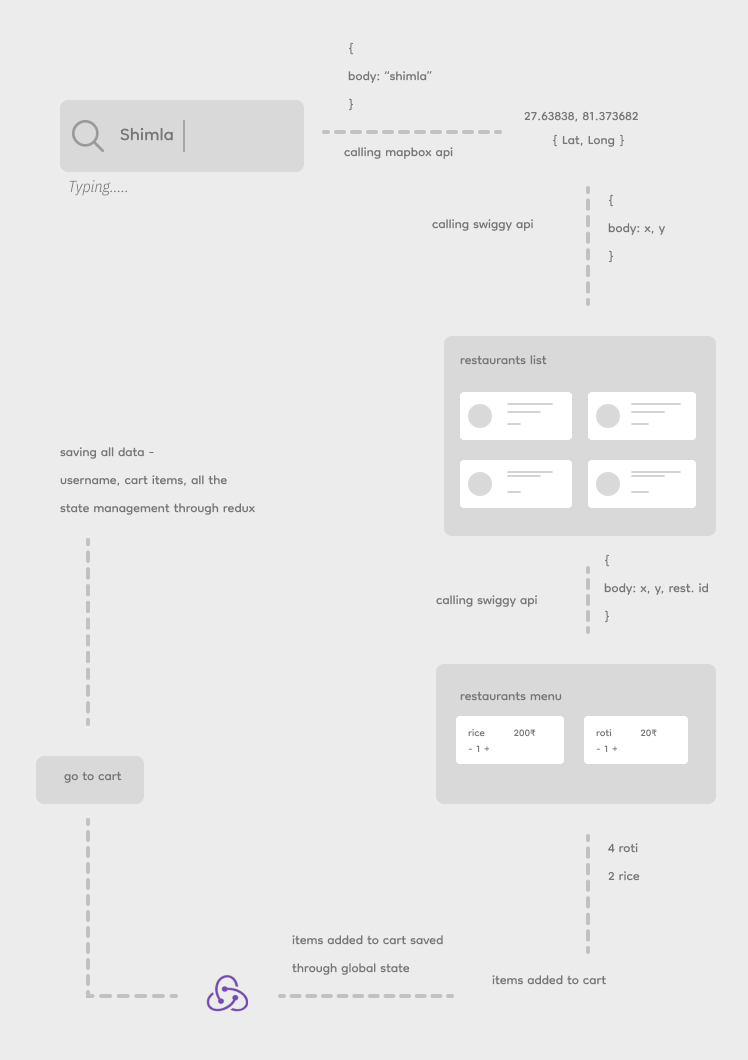 {
body: “shimla”
}
Shimla
Typing.....
calling mapbox api
27.63838, 81.373682
{ Lat, Long }
calling swiggy api
{
body: x, y
}
restaurants list
saving all data -
username, cart items, all the
state management through redux
calling swiggy api
{
body: x, y, rest. id
}
restaurants menu
rice 200₹
- 1 +
roti 20₹
- 1 +
go to cart
4 roti
2 rice
items added to cart saved
through global state
items added to cart